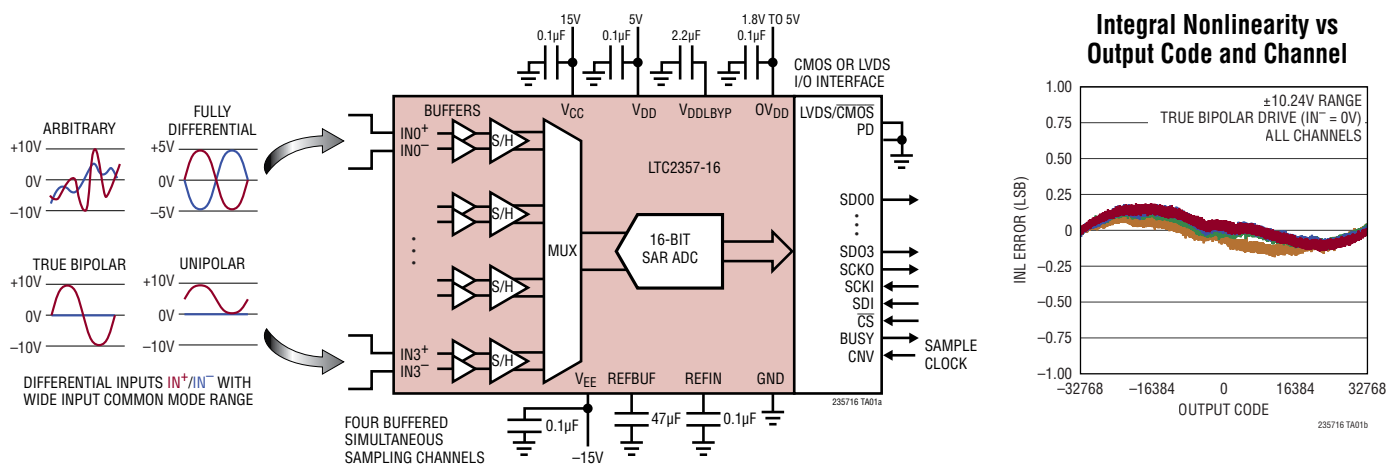 ARBITRARY
+10V
0V
–10V
FULLY
DIFFERENTIAL
+5V
0V
–5V
TRUE BIPOLAR
+10V
0V
–10V
UNIPOLAR
+10V
0V
–10V
DIFFERENTIAL INPUTS IN+/IN– WITH
WIDE INPUT COMMON MODE RANGE
15V
0.1µF
5V
0.1µF
2.2µF
1.8V TO 5V
0.1µF
CMOS OR LVDS
I/O INTERFACE
BUFFERS
VCC
VDD
VDDLBYP
OVDD
LVDS/CMOS
PD
IN0+
IN0–
S/H
S/H
S/H
S/H
MUX
LTC2357-16
16-BIT
SAR ADC
IN3+
IN3–
SDO0
SDO3
SCKO
SCKI
SDI
CS
BUSY
CNV
SAMPLE
CLOCK
VEE
REFBUF
REFIN
GND
235716 TA01a
FOUR BUFFERED
SIMULTANEOUS
SAMPLING CHANNELS
0.1µF
–15V
47µF
0.1µF
Integral Nonlinearity vs
Output Code and Channel
±10.24V RANGE
TRUE BIPOLAR DRIVE (IN– = 0V)
ALL CHANNELS
INL ERROR (LSB)
1.00
0.75
0.50
0.25
0
–0.25
–0.50
–0.75
–1.00
–32768
–16384
0
16384
32768
OUTPUT CODE
235716 TA01b